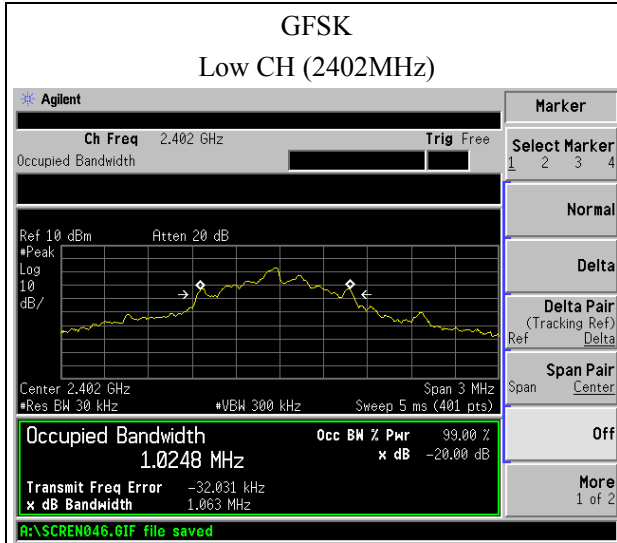 GFSK
Low CH (2402MHz)
Agilent
Marker
Ch Freq 2.402 GHz Trig Free
Occupied Bandwidth
Select Marker
1 2 3 4
Normal
Ref 10 dBm Atten 20 dB
#Peak
Log
10
dB/
Delta
Delta Pair
(Tracking Ref)
Ref Delta
Span Pair
Span Center
Center 2.402 GHz Span 3 MHz
#Res BW 30 kHz #VBW 300 kHz Sweep 5 ms (401 pts)
Occupied Bandwidth Occ BW % Pwr 99.00 %
1.0248 MHz x dB -20.00 dB
Off
Transmit Freq Error -32.031 kHz
x dB Bandwidth 1.063 MHz
More
1 of 2
A:\SCREN046.GIF file saved